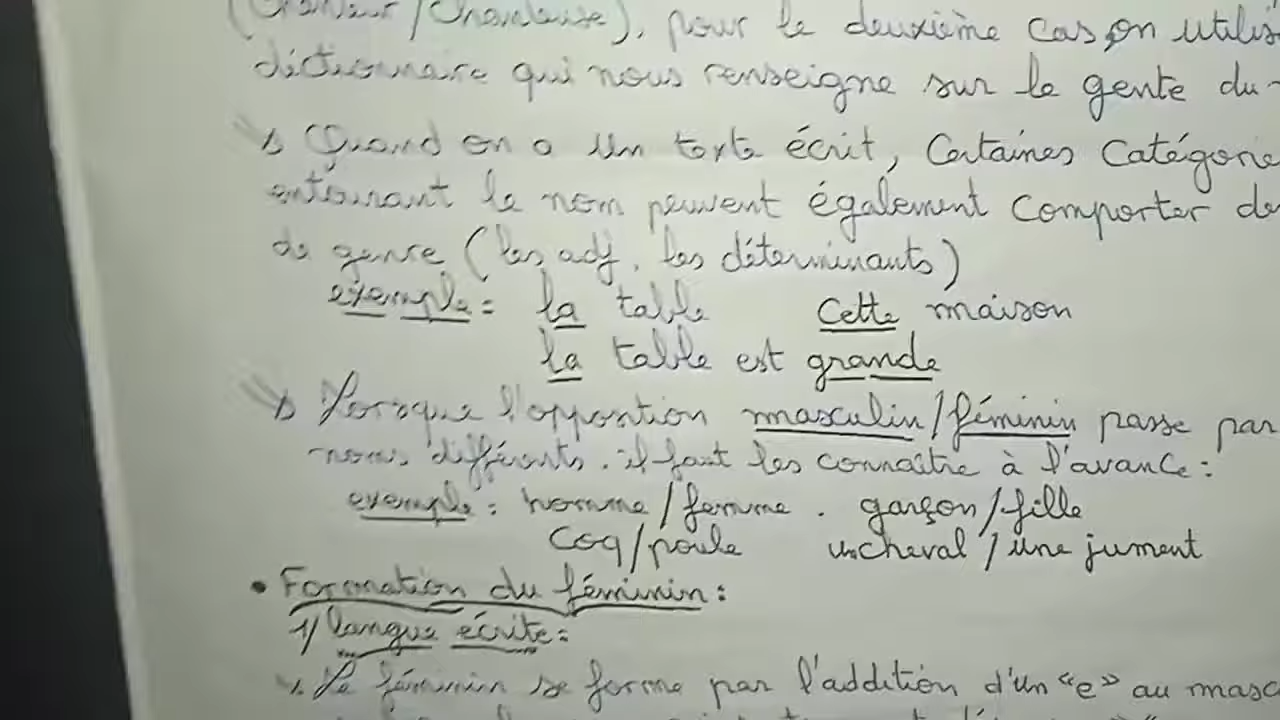 (Chanteur / Chanteuse), pour le deuxième cas, on utilis
dictionnaire qui nous renseigne sur le gente du
Quand on a un texte écrit, Certaines Catégorie
entourant le nom peuvent également comporter de
de genre (les adj, les déterminants)
exemple : la table Cette maison
la table est grande
Lorsque l'oppostion masculin/féminin passe par
noms différents, il faut les connaître à l'avance :
exemple : homme / femme . garçon / fille
Coq/poule un cheval / une jument
• Formation du féminin :
1/ langue écrite :
Le féminin se forme par l'addition d'un "e" au masc